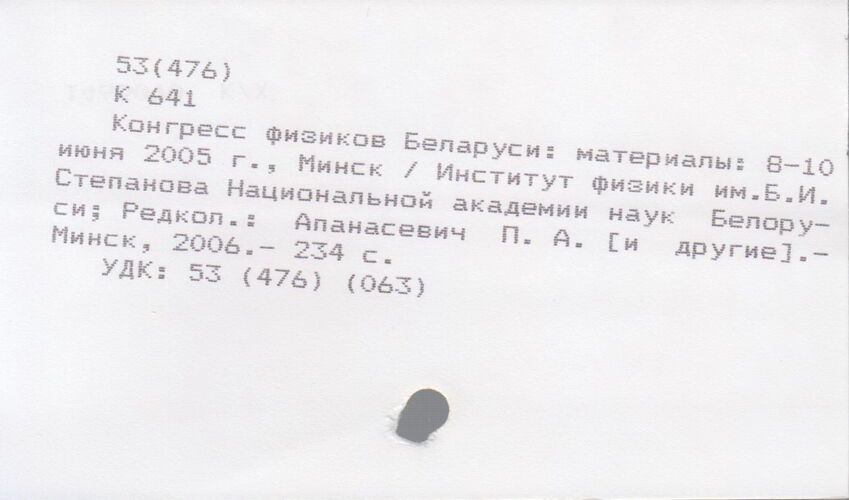 53(476)
К 641
Конгресс физиков Беларуси: материалы: 8-10
июня 2005 г., Минск / Институт физики им.Б.И.
Степанова Национальной академии наук Белору-
си; Редкол.: Апанасевич П. А. [и другие].-
Минск, 2006.- 234 с.
УДК: 53 (476) (063)